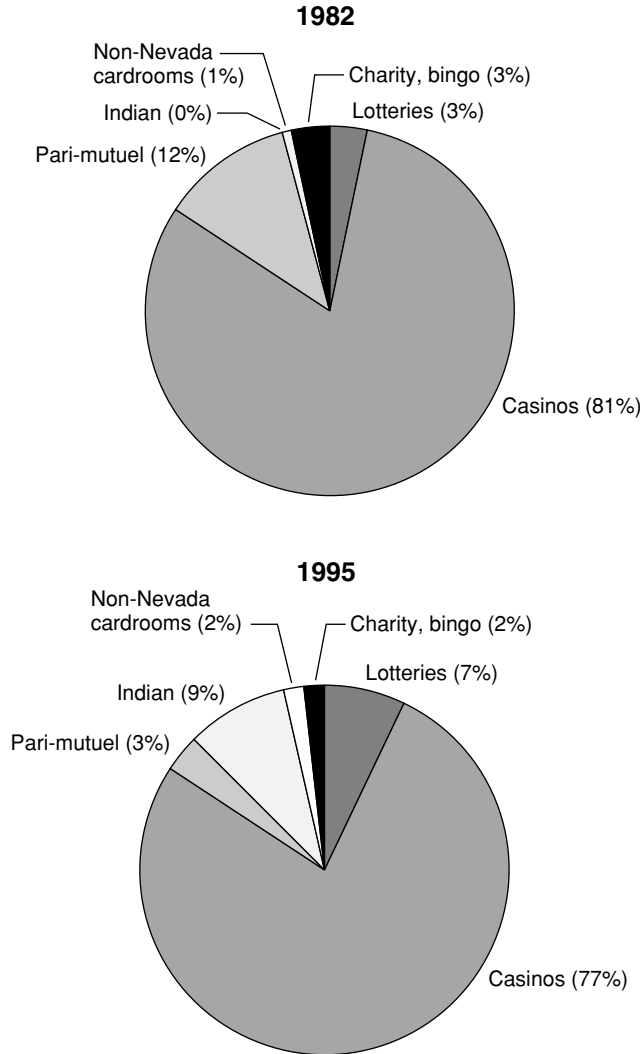 1982
Non-Nevada
cardrooms (1%)
Charity, bingo (3%)
Indian (0%)
Lotteries (3%)
Pari-mutuel (12%)
Casinos (81%)
1995
Non-Nevada
cardrooms (2%)
Charity, bingo (2%)
Lotteries (7%)
Indian (9%)
Pari-mutuel (3%)
Casinos (77%)